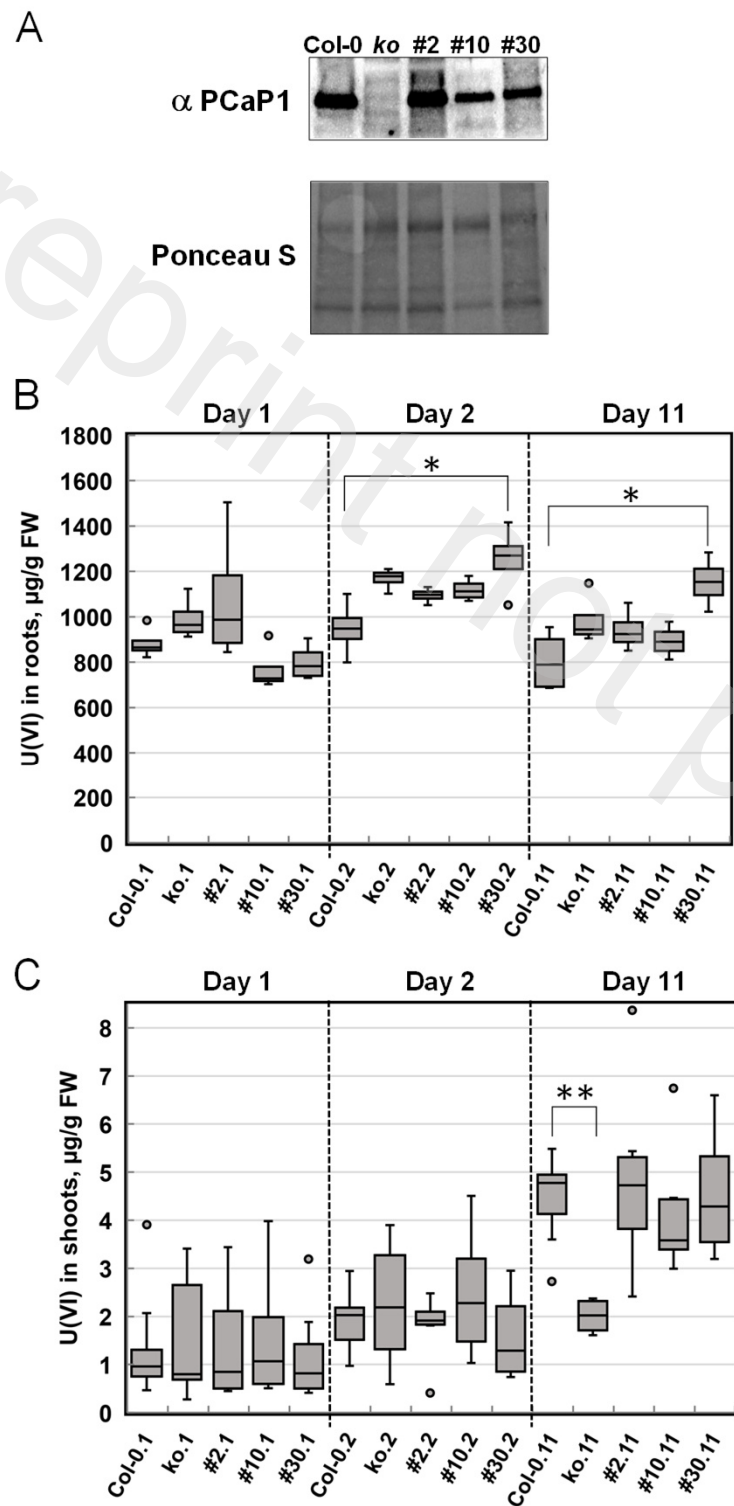 A
Col-0 ko #2 #10 #30
α PCaP1
Ponceau S
B
Day 1 Day 2 Day 11
U(VI) in roots, µg/g FW
1800
1600
1400
1200
1000
800
600
400
200
0
* *
Col-0.1 ko.1 #2.1 #10.1 #30.1 Col-0.2 ko.2 #2.2 #10.2 #30.2 Col-0.11 ko.11 #2.11 #10.11 #30.11
C
Day 1 Day 2 Day 11
U(VI) in shoots, µg/g FW
8
7
6
5
4
3
2
1
0
**
Col-0.1 ko.1 #2.1 #10.1 #30.1 Col-0.2 ko.2 #2.2 #10.2 #30.2 Col-0.11 ko.11 #2.11 #10.11 #30.11
reprint not p